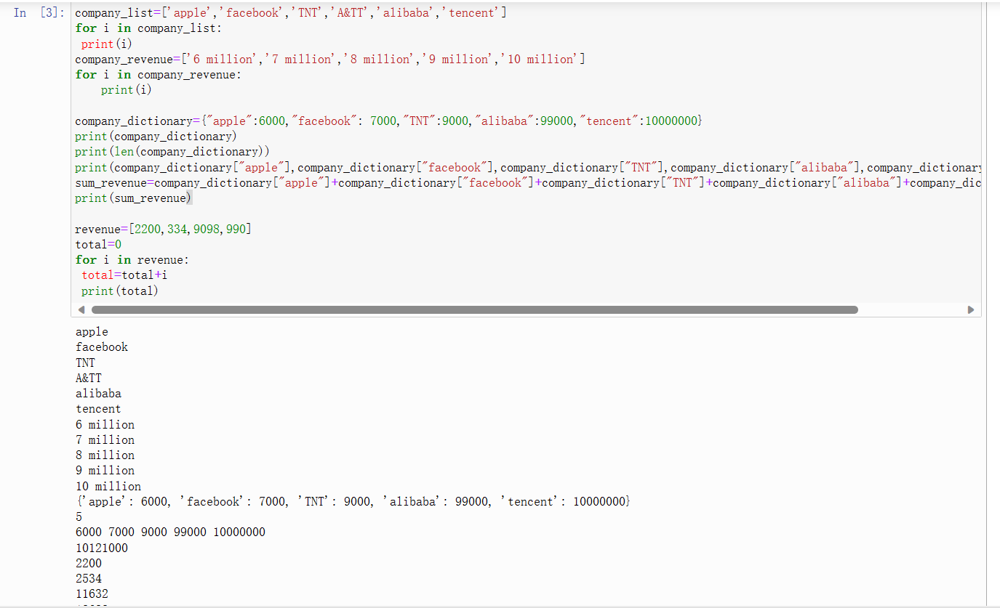 In [3]:
company_list=['apple','facebook','TNT','A&TT','alibaba','tencent']
for i in company_list:
 print(i)
company_revenue=['6 million','7 million','8 million','9 million','10 million']
for i in company_revenue:
    print(i)
company_dictionary={"apple":6000,"facebook": 7000,"TNT":9000,"alibaba":99000,"tencent":10000000}
print(company_dictionary)
print(len(company_dictionary))
print(company_dictionary["apple"],company_dictionary["facebook"],company_dictionary["TNT"],company_dictionary["alibaba"],company_dictionary
sum_revenue=company_dictionary["apple"]+company_dictionary["facebook"]+company_dictionary["TNT"]+company_dictionary["alibaba"]+company_dic
print(sum_revenue)
revenue=[2200,334,9098,990]
total=0
for i in revenue:
 total=total+i
 print(total)
apple
facebook
TNT
A&TT
alibaba
tencent
6 million
7 million
8 million
9 million
10 million
{'apple': 6000, 'facebook': 7000, 'TNT': 9000, 'alibaba': 99000, 'tencent': 10000000}
5
6000 7000 9000 99000 10000000
10121000
2200
2534
11632